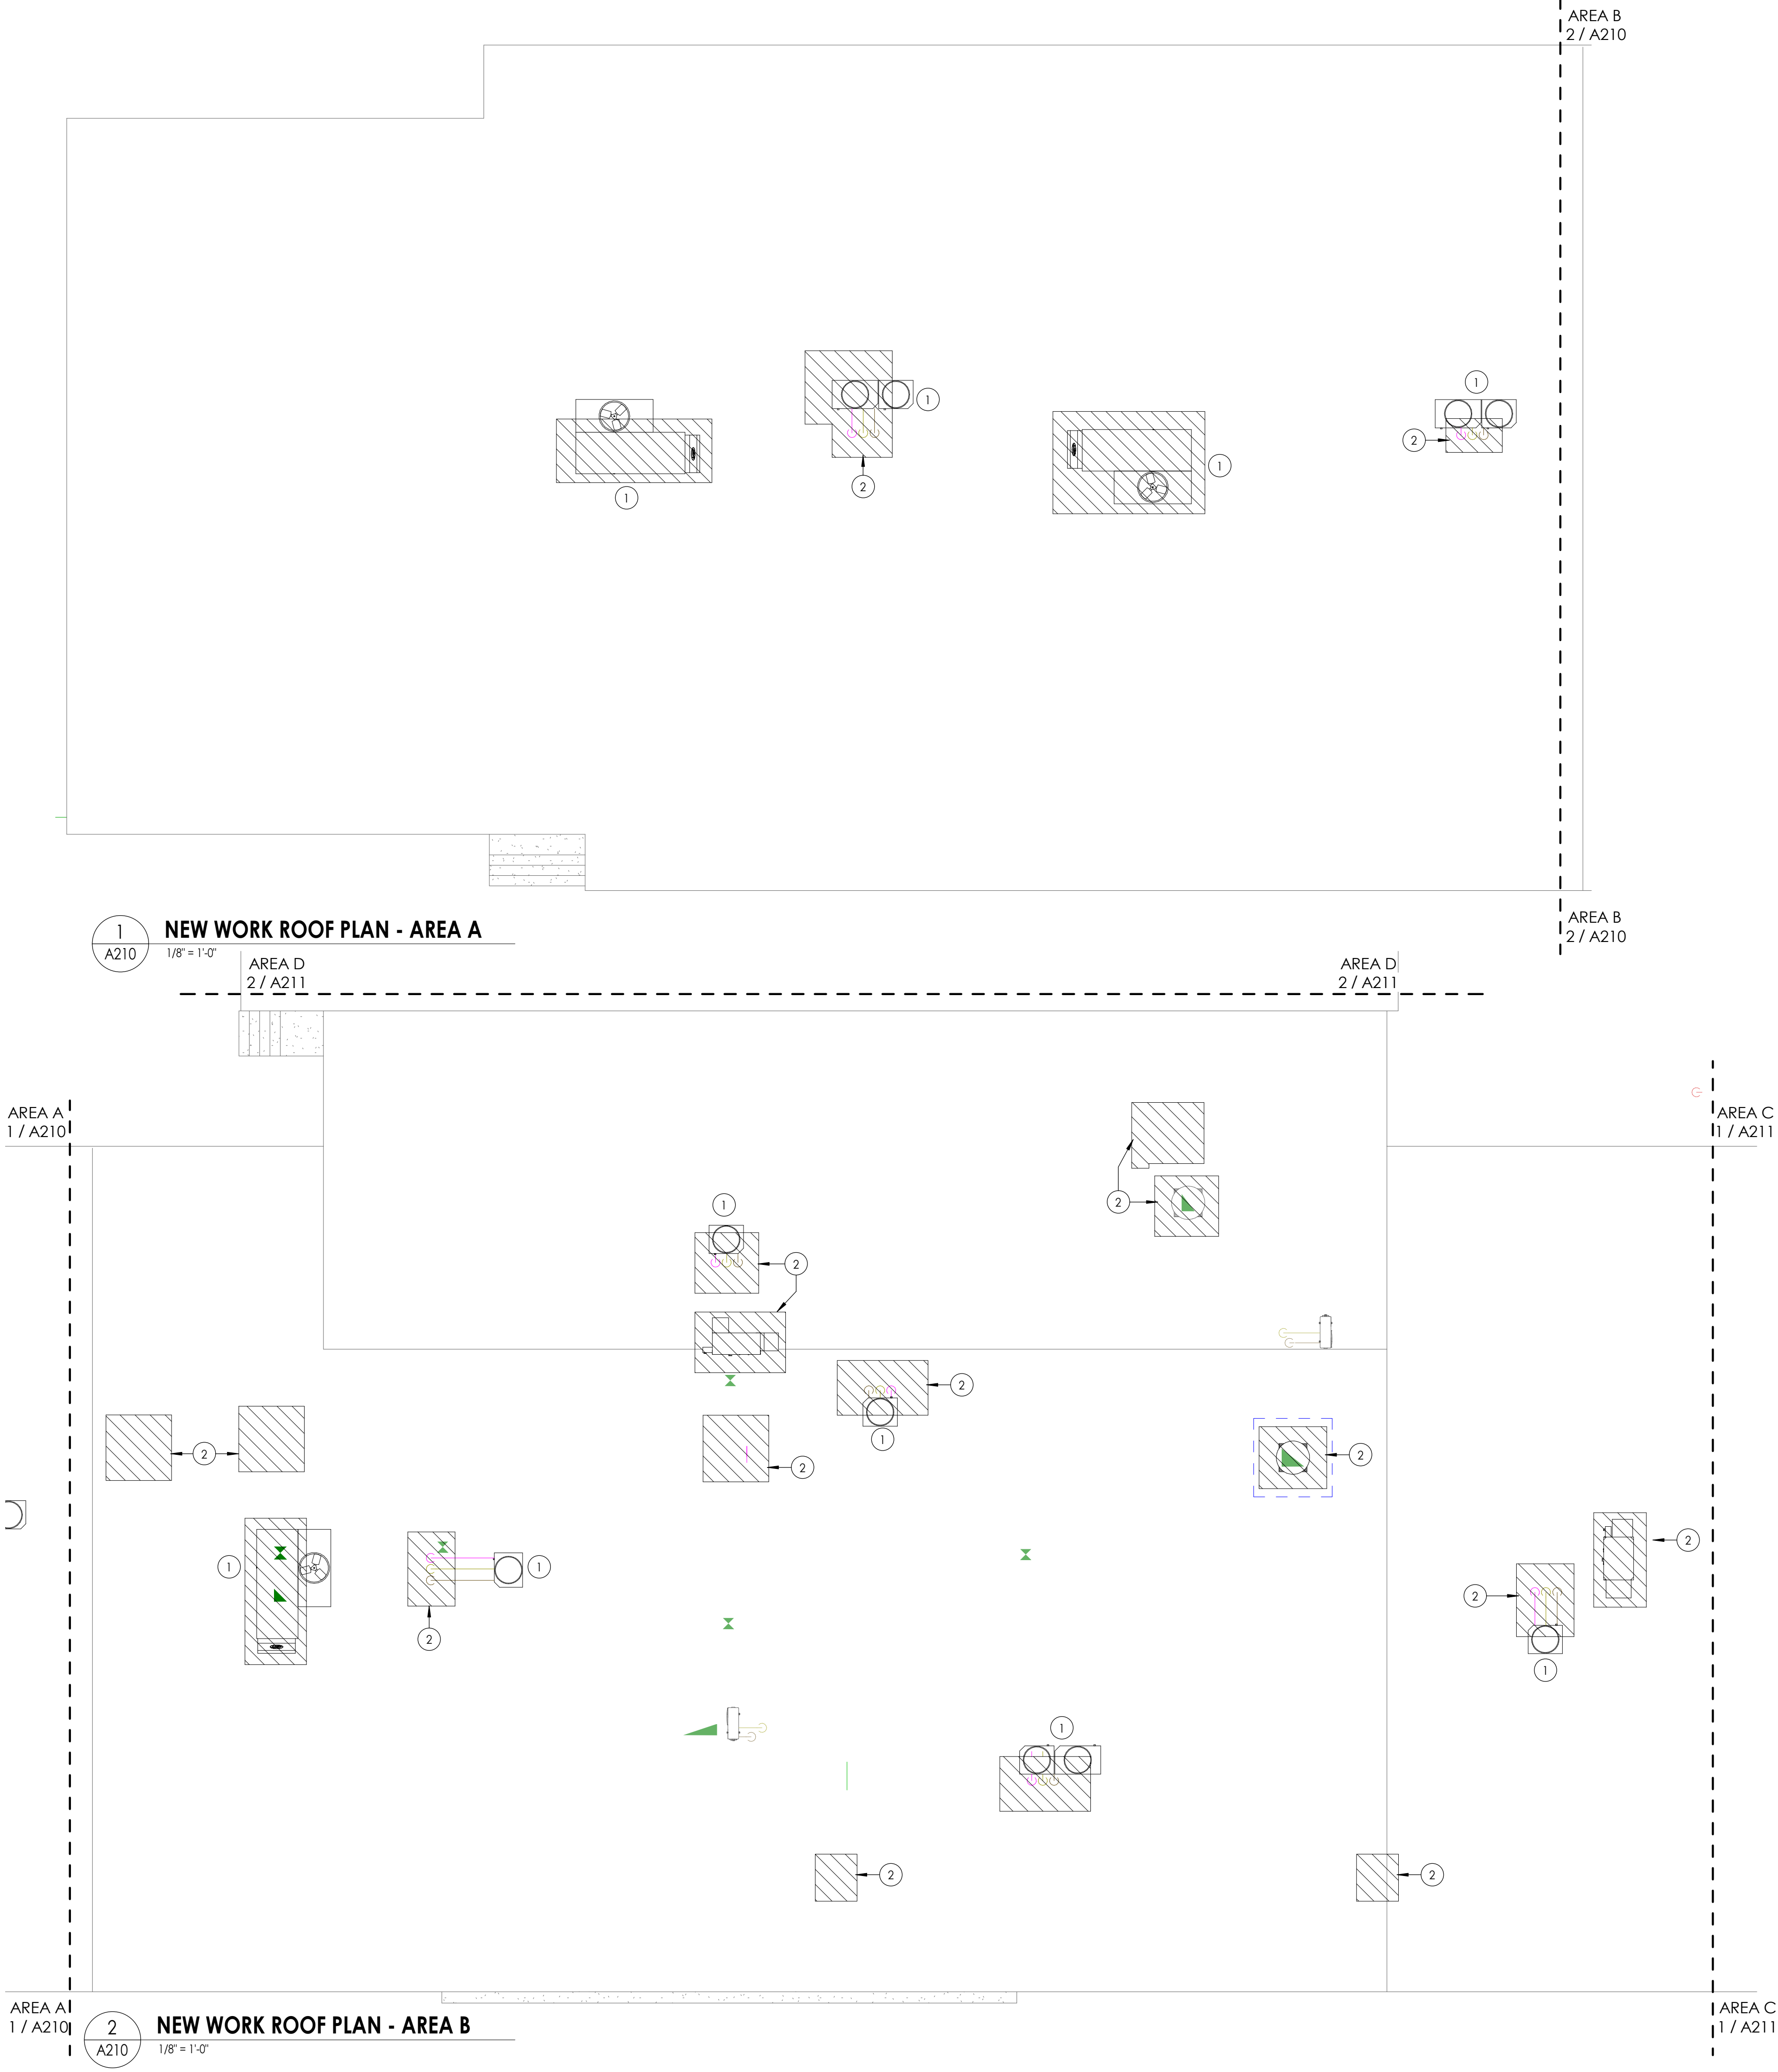 AREA B
2 / A210
1
1
2
1
1
2
AREA B
2 / A210
1
A210
NEW WORK ROOF PLAN - AREA A
1/8" = 1'-0"
AREA D
2 / A211
AREA D
2 / A211
AREA A
1 / A210
AREA C
1 / A211
1
2
2
2
1
2
2
2
1
1
2
2
2
1
1
2
2
AREA A
1 / A210
AREA C
1 / A211
2
A210
NEW WORK ROOF PLAN - AREA B
1/8" = 1'-0"